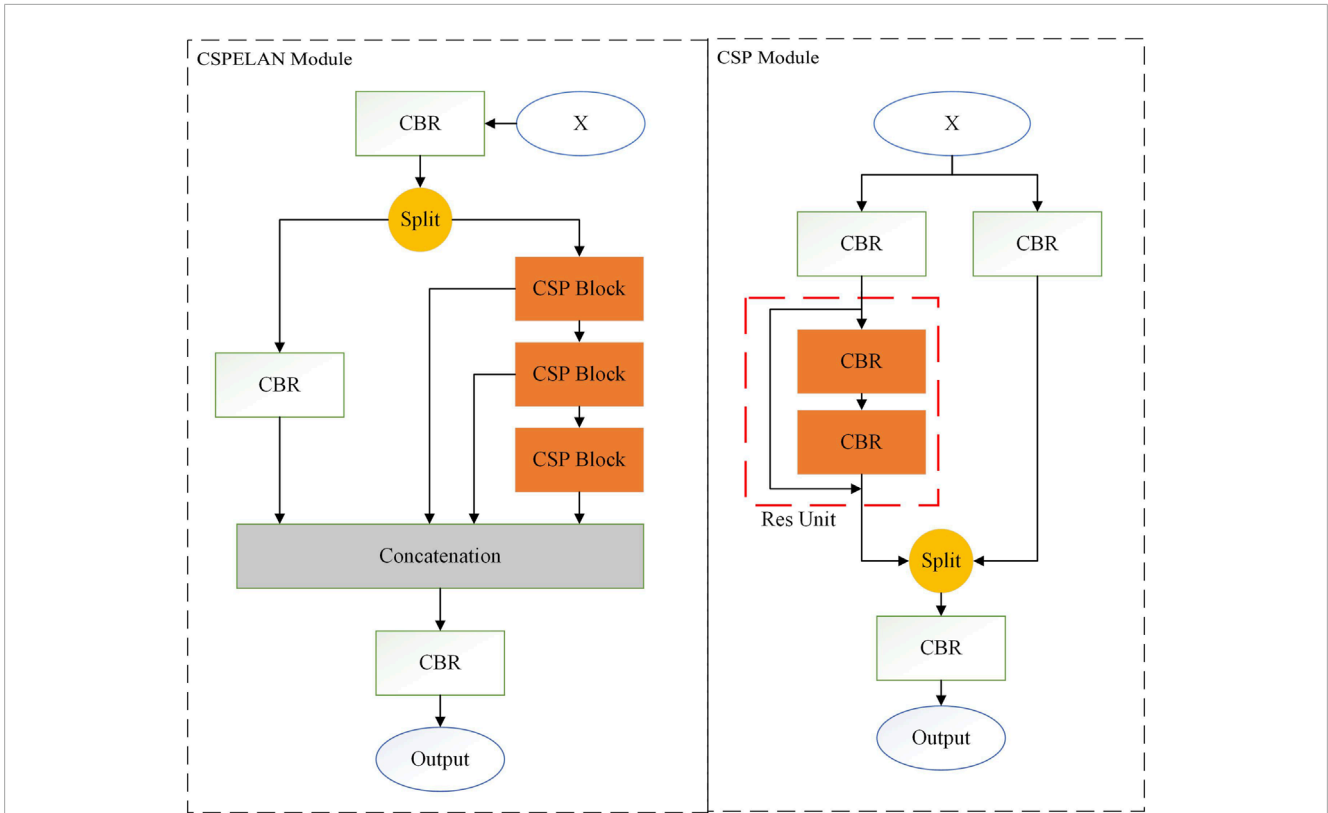 CSPELAN Module
CBR
X
Split
CSP Block
CSP Block
CBR
CSP Block
Concatenation
CBR
Output
CSP Module
X
CBR
CBR
CBR
CBR
Res Unit
Split
CBR
Output